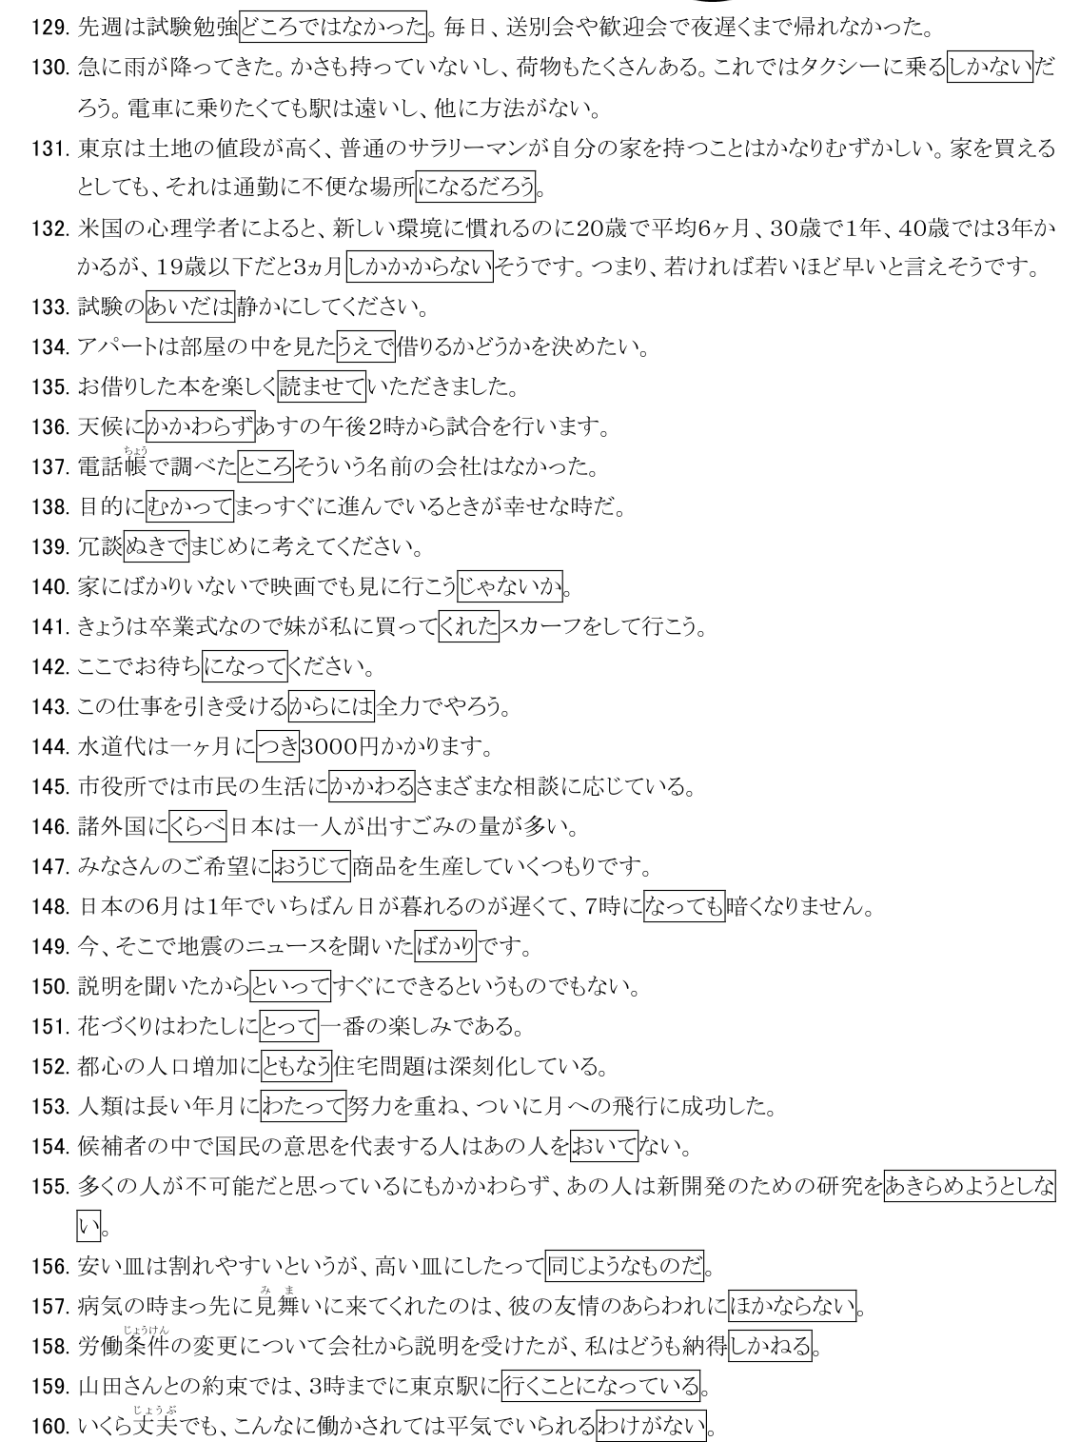 129. 先週は試験勉強どころではなかった。毎日、送別会や歓迎会で夜遅くまで帰れなかった。
130. 急に雨が降ってきた。かさも持っていないし、荷物もたくさんある。これではタクシーに乗るしかないだ
ろう。電車に乗りたくても駅は遠いし、他に方法がない。
131. 東京は土地の値段が高く、普通のサラリーマンが自分の家を持つことはかなりむずかしい。家を買える
としても、それは通勤に不便な場所になるだろう。
132. 米国の心理学者によると、新しい環境に慣れるのに20歳で平均6ヶ月、30歳で1年、40歳では3年か
かるが、19歳以下だと3ヵ月しかかからないそうです。つまり、若ければ若いほど早いと言えそうです。
133. 試験のあいだは静かにしてください。
134. アパートは部屋の中を見たうえで借りるかどうかを決めたい。
135. お借りした本を楽しく読ませていただきました。
136. 天候にかかわらずあすの午後2時から試合を行います。
ちょう
137. 電話帳で調べたところそういう名前の会社はなかった。
138. 目的にむかってまっすぐに進んでいるときが幸せな時だ。
139. 冗談ぬきでまじめに考えてください。
140. 家にばかりいないで映画でも見に行こうじゃないか。
141. きょうは卒業式なので妹が私に買ってくれたスカーフをして行こう。
142. ここでお待ちになってください。
143. この仕事を引き受けるからには全力でやろう。
144. 水道代は一ヶ月につき3000円かかります。
145. 市役所では市民の生活にかかわるさまざまな相談に応じている。
146. 諸外国にくらべ日本は一人が出すごみの量が多い。
147. みなさんのご希望におうじて商品を生産していくつもりです。
148. 日本の6月は1年でいちばん日が暮れるのが遅くて、7時になっても暗くなりません。
149. 今、そこで地震のニュースを聞いたばかりです。
150. 説明を聞いたからといってすぐにできるというものでもない。
151. 花づくりはわたしにとって一番の楽しみである。
152. 都心の人口増加にともなう住宅問題は深刻化している。
153. 人類は長い年月にわたって努力を重ね、ついに月への飛行に成功した。
154. 候補者の中で国民の意思を代表する人はあの人をおいてない。
155. 多くの人が不可能だと思っているにもかかわらず、あの人は新開発のための研究をあきらめようとしな
い。
156. 安い皿は割れやすいというが、高い皿にしたって同じようなものだ。
み ま
157. 病気の時まっ先に見舞いに来てくれたのは、彼の友情のあらわれにほかならない。
じょうけん
158. 労働条件の変更について会社から説明を受けたが、私はどうも納得しかねる。
159. 山田さんとの約束では、3時までに東京駅に行くことになっている。
じょうぶ
160. いくら丈夫でも、こんなに働かされては平気でいられるわけがない。